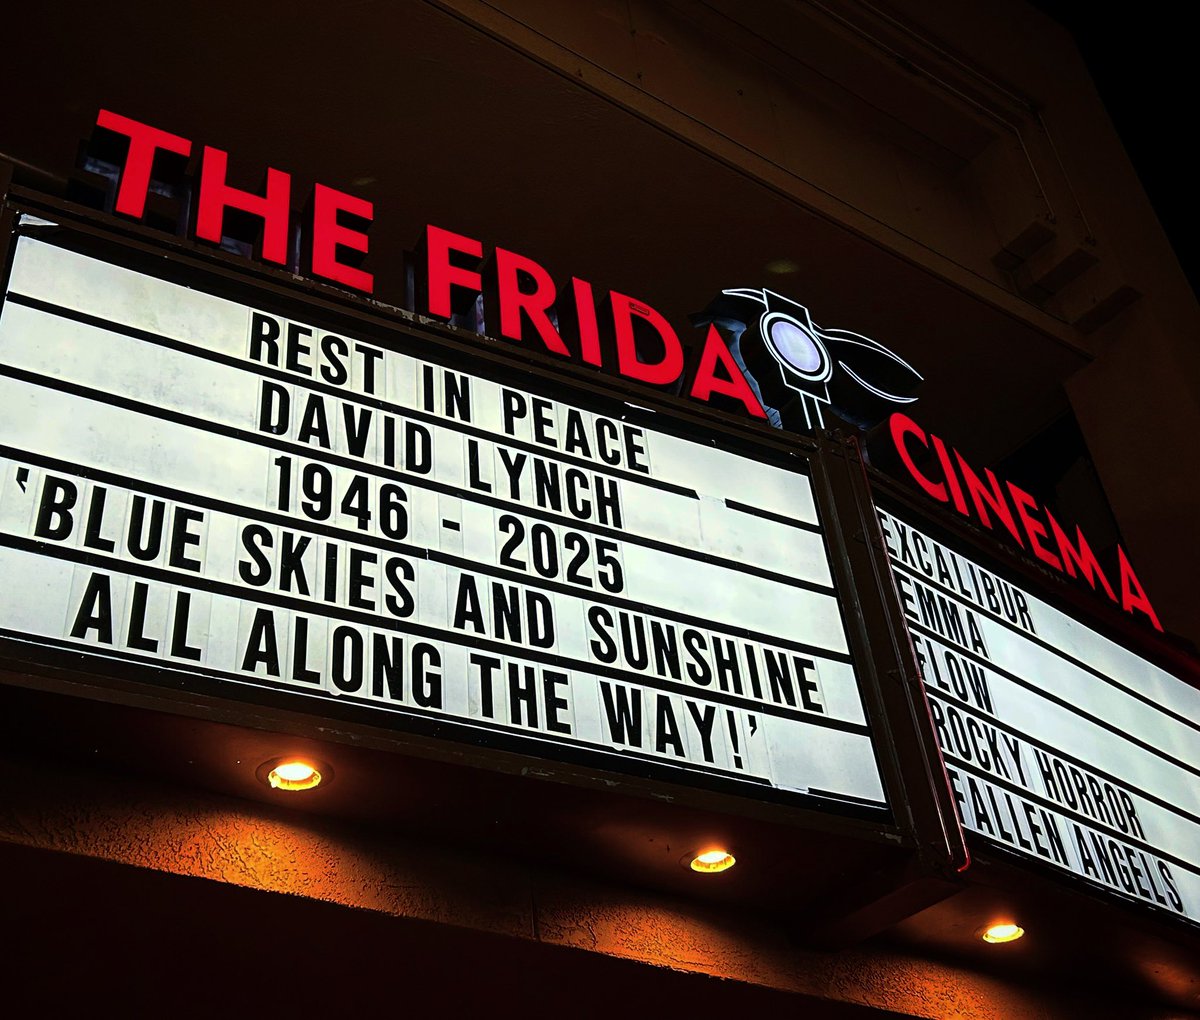 THE FRIDA CINEMA
REST IN PEACE
DAVID LYNCH
1946 - 2025
'BLUE SKIES AND SUNSHINE
ALL ALONG THE WAY!'
EXCALIBUR
EMMA
FLOW
ROCKY HORROR
FALLEN ANGELS